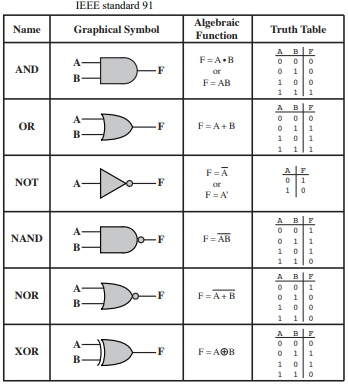 IEEE standard 91
Name Graphical Symbol Algebraic Function Truth Table
AND
A
B
F
F = A • B
or
F = AB
A B F
0 0 0
0 1 0
1 0 0
1 1 1
OR
A
B
F
F = A + B
A B F
0 0 0
0 1 1
1 0 1
1 1 1
NOT
A
F
F = A̅
or
F = A'
A F
0 1
1 0
NAND
A
B
F
F = A̅B̅
A B F
0 0 1
0 1 1
1 0 1
1 1 0
NOR
A
B
F
F = A̅ ̅+̅ ̅B̅
A B F
0 0 1
0 1 0
1 0 0
1 1 0
XOR
A
B
F
F = A⊕B
A B F
0 0 0
0 1 1
1 0 1
1 1 0